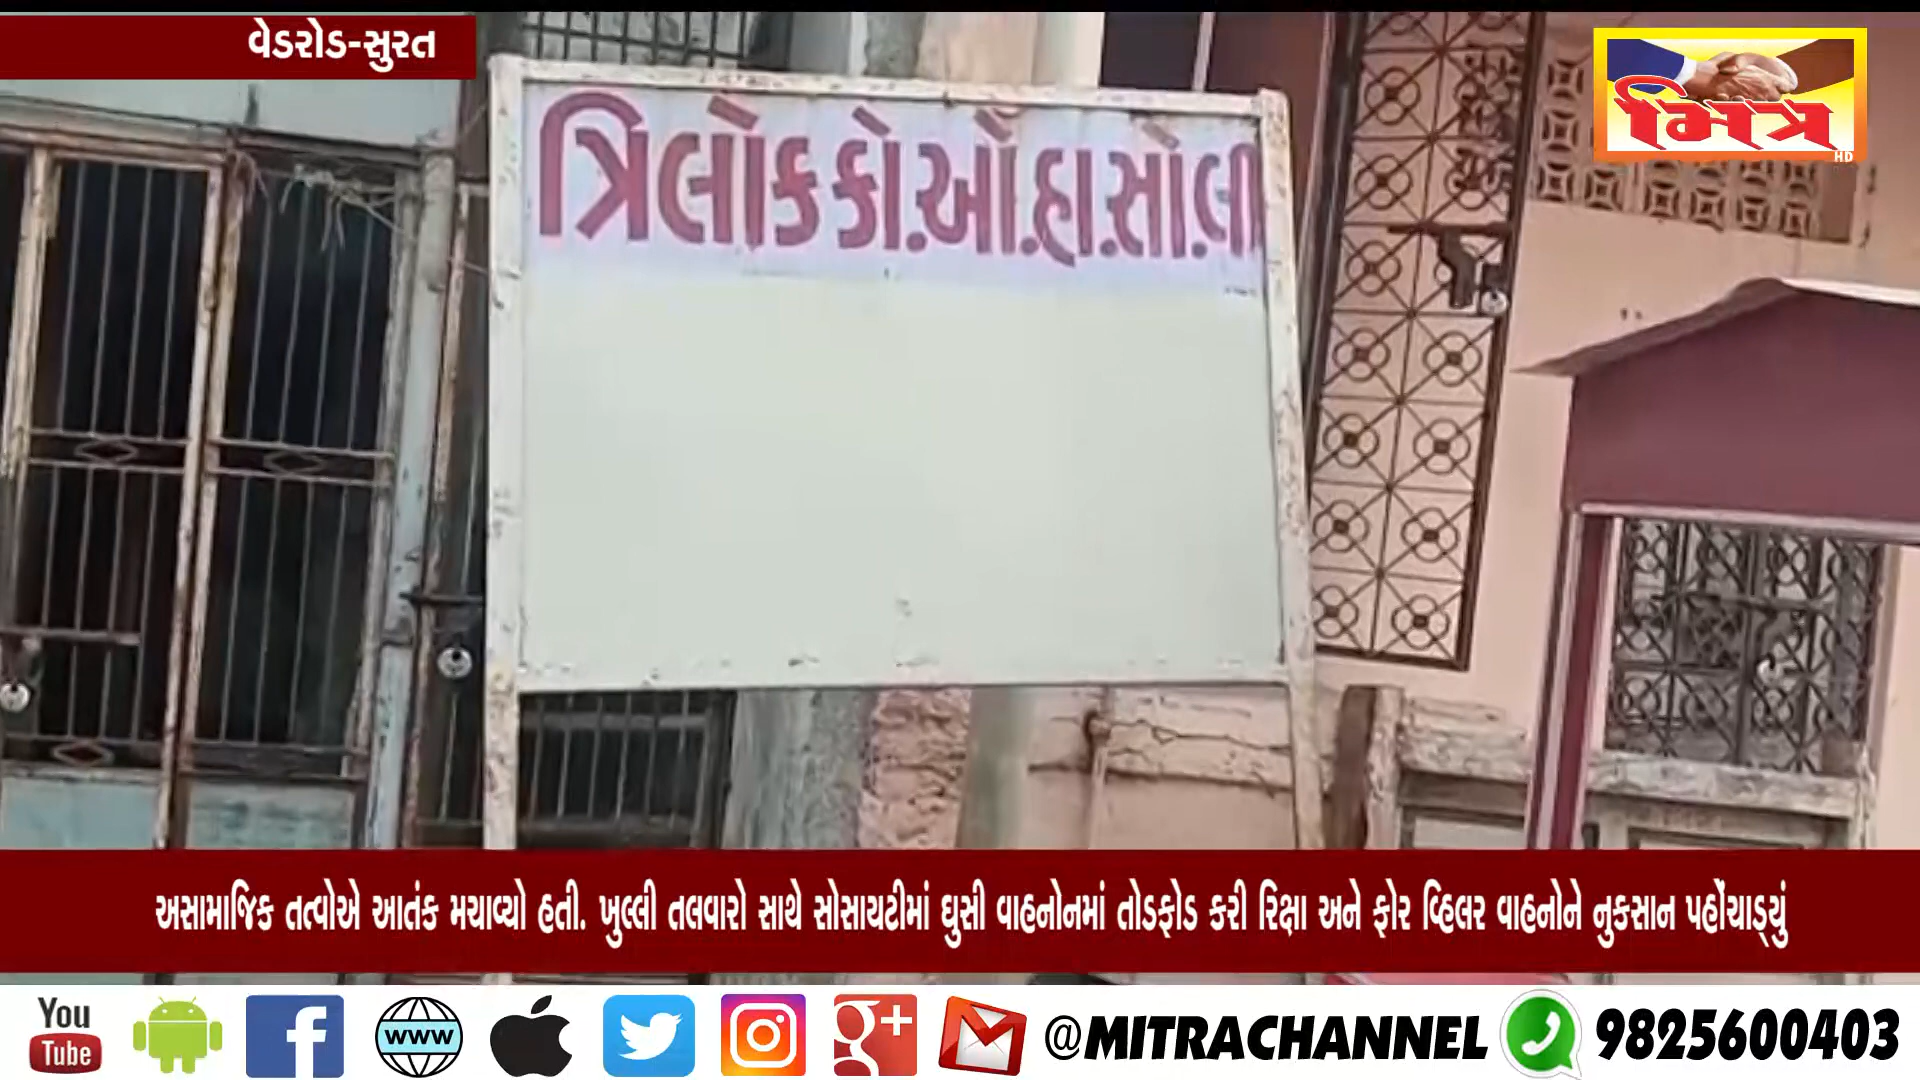 વેડરોડ-સુરત
મિત્ર
HD
ત્રિલોક કો.ઓ.હા.સો.લી
અસામાજિક તત્વોએ આતંક મચાવ્યો હતી. ખુલ્લી તલવારો સાથે સોસાયટીમાં ઘુસી વાહનોનમાં તોડફોડ કરી રિક્ષા અને ફોર વ્હિલર વાહનોને નુકસાન પહોંચાડ્યું
You Tube
f
www
g+
M
@MITRACHANNEL
9825600403